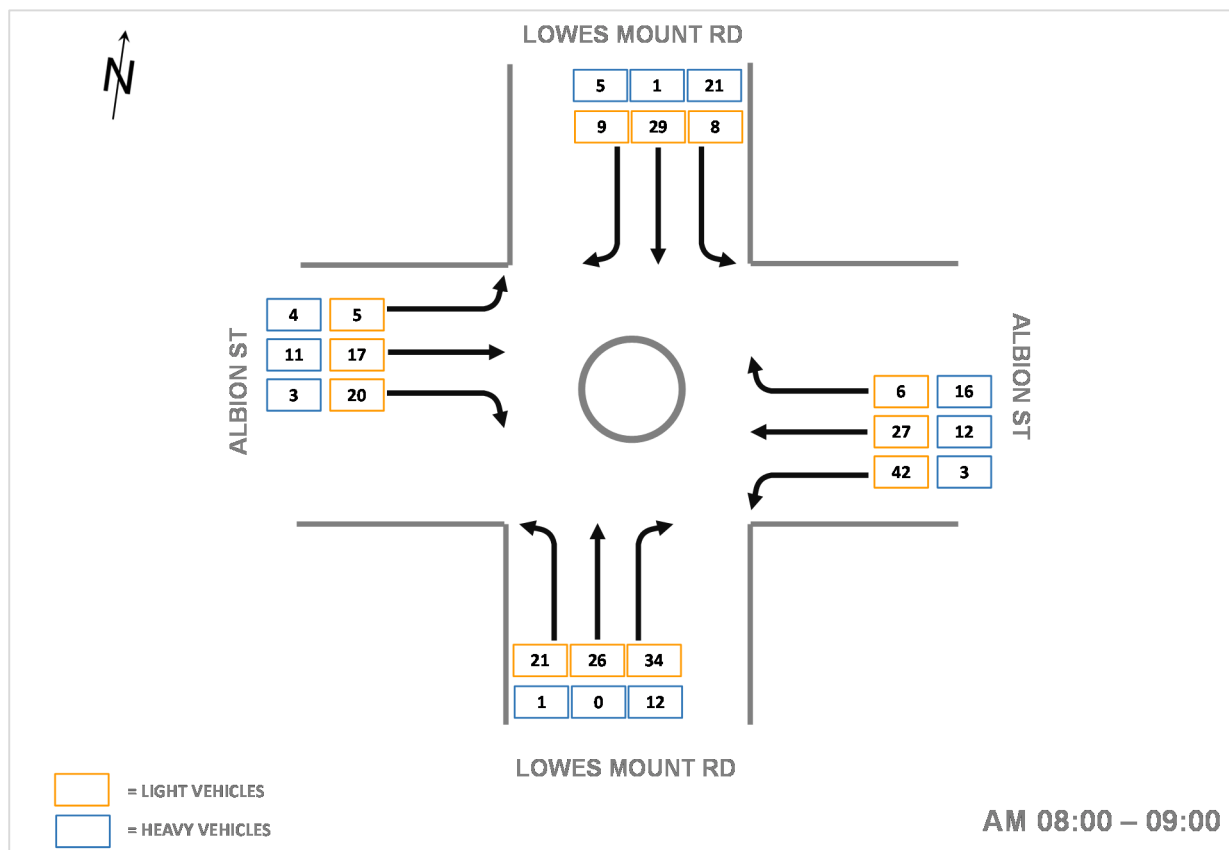 LOWES MOUNT RD
N
5 1 21
9 29 8
ALBION ST
4 5
11 17
3 20
ALBION ST
6 16
27 12
42 3
21 26 34
1 0 12
LOWES MOUNT RD
= LIGHT VEHICLES
= HEAVY VEHICLES
AM 08:00 – 09:00